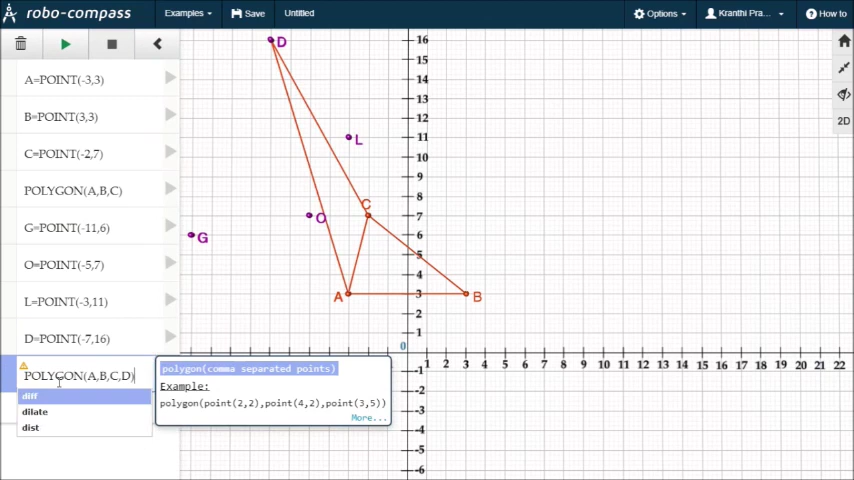 robo-compass Examples Save Untitled Options Kranthi Pra... How to
A=POINT(-3,3)
B=POINT(3,3)
C=POINT(-2,7)
POLYGON(A,B,C)
G=POINT(-11,6)
O=POINT(-5,7)
L=POINT(-3,11)
D=POINT(-7,16)
POLYGON(A,B,C,D)
diff
dilate
dist
polygon(comma separated points)
Example:
polygon(point(2,2),point(4,2),point(3,5))
More...
2D
D
L
C
O
G
A
B
16
15
14
13
12
11
10
9
8
7
6
5
4
3
2
1
0
1 2 3 4 5 6 7 8 9 10 11 12 13 14 15 16 17 18 19 20 21 22
-1
-2
-3
-4
-5
-6